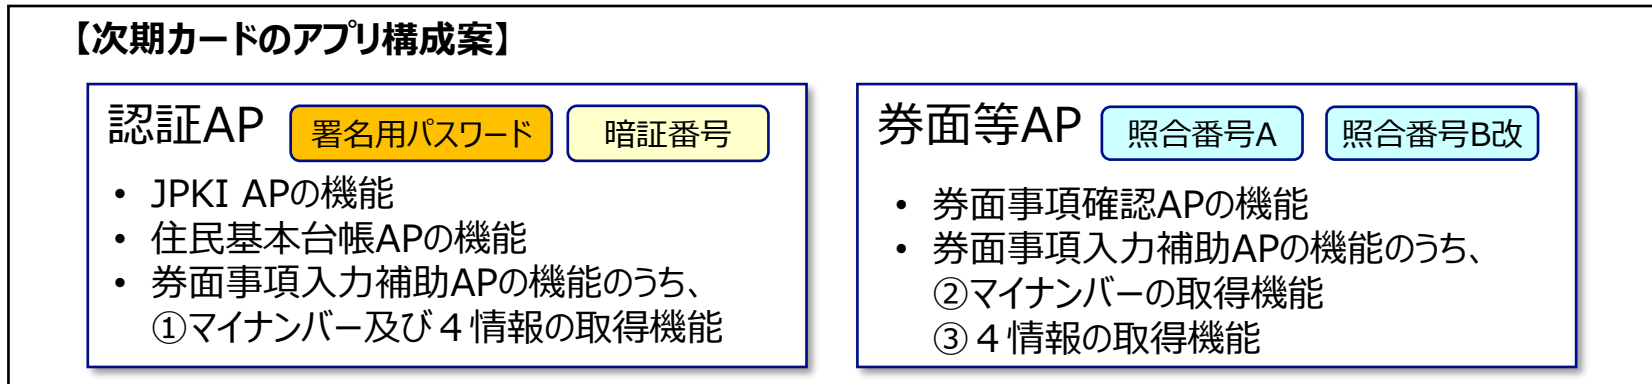 【次期カードのアプリ構成案】
認証AP 署名用パスワード 暗証番号
• JPKI APの機能
• 住民基本台帳APの機能
• 券面事項入力補助APの機能のうち、
①マイナンバー及び４情報の取得機能
券面等AP 照合番号A 照合番号B改
• 券面事項確認APの機能
• 券面事項入力補助APの機能のうち、
②マイナンバーの取得機能
③４情報の取得機能